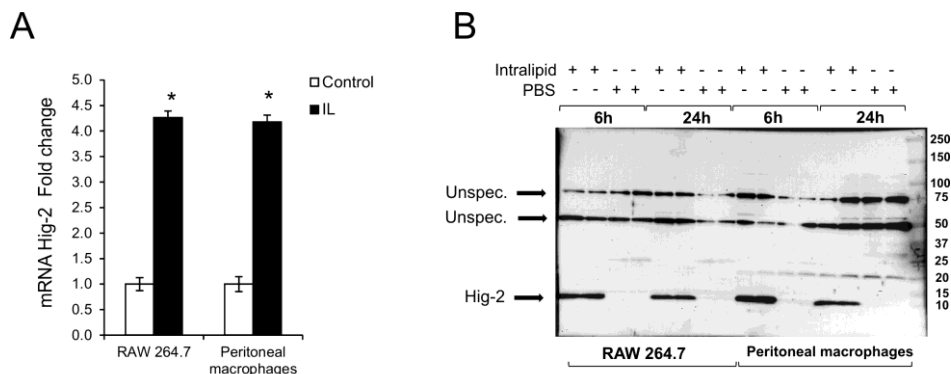 A
mRNA Hig-2 Fold change
5.0
4.5
4.0
3.5
3.0
2.5
2.0
1.5
1.0
0.5
0.0
* *
Control
IL
RAW 264.7
Peritoneal
macrophages
B
Intralipid + + - - + + - - + + - - + + - -
PBS - - + + - - + + - - + + - - + +
6h 24h 6h 24h
Unspec.
Unspec.
Hig-2
250
150
100
75
50
37
25
20
15
10
RAW 264.7 Peritoneal macrophages